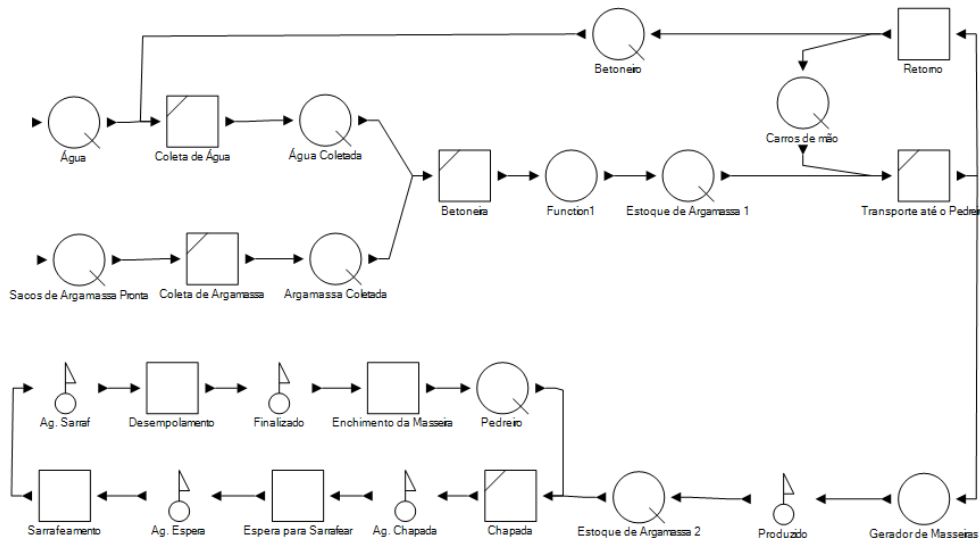 Betoneiro
Retorno
Água
Coleta de Água
Água Coletada
Carros de mão
Betoneira
Function1
Estoque de Argamassa 1
Transporte até o Pedreir
Sacos de Argamassa Pronta
Coleta de Argamassa
Argamassa Coletada
Ag. Sarraf
Desempolamento
Finalizado
Enchimento da Masseira
Pedreiro
Sarrafeamento
Ag. Espera
Espera para Sarrafear
Ag. Chapada
Chapada
Estoque de Argamassa 2
Produzido
Gerador de Masseiras